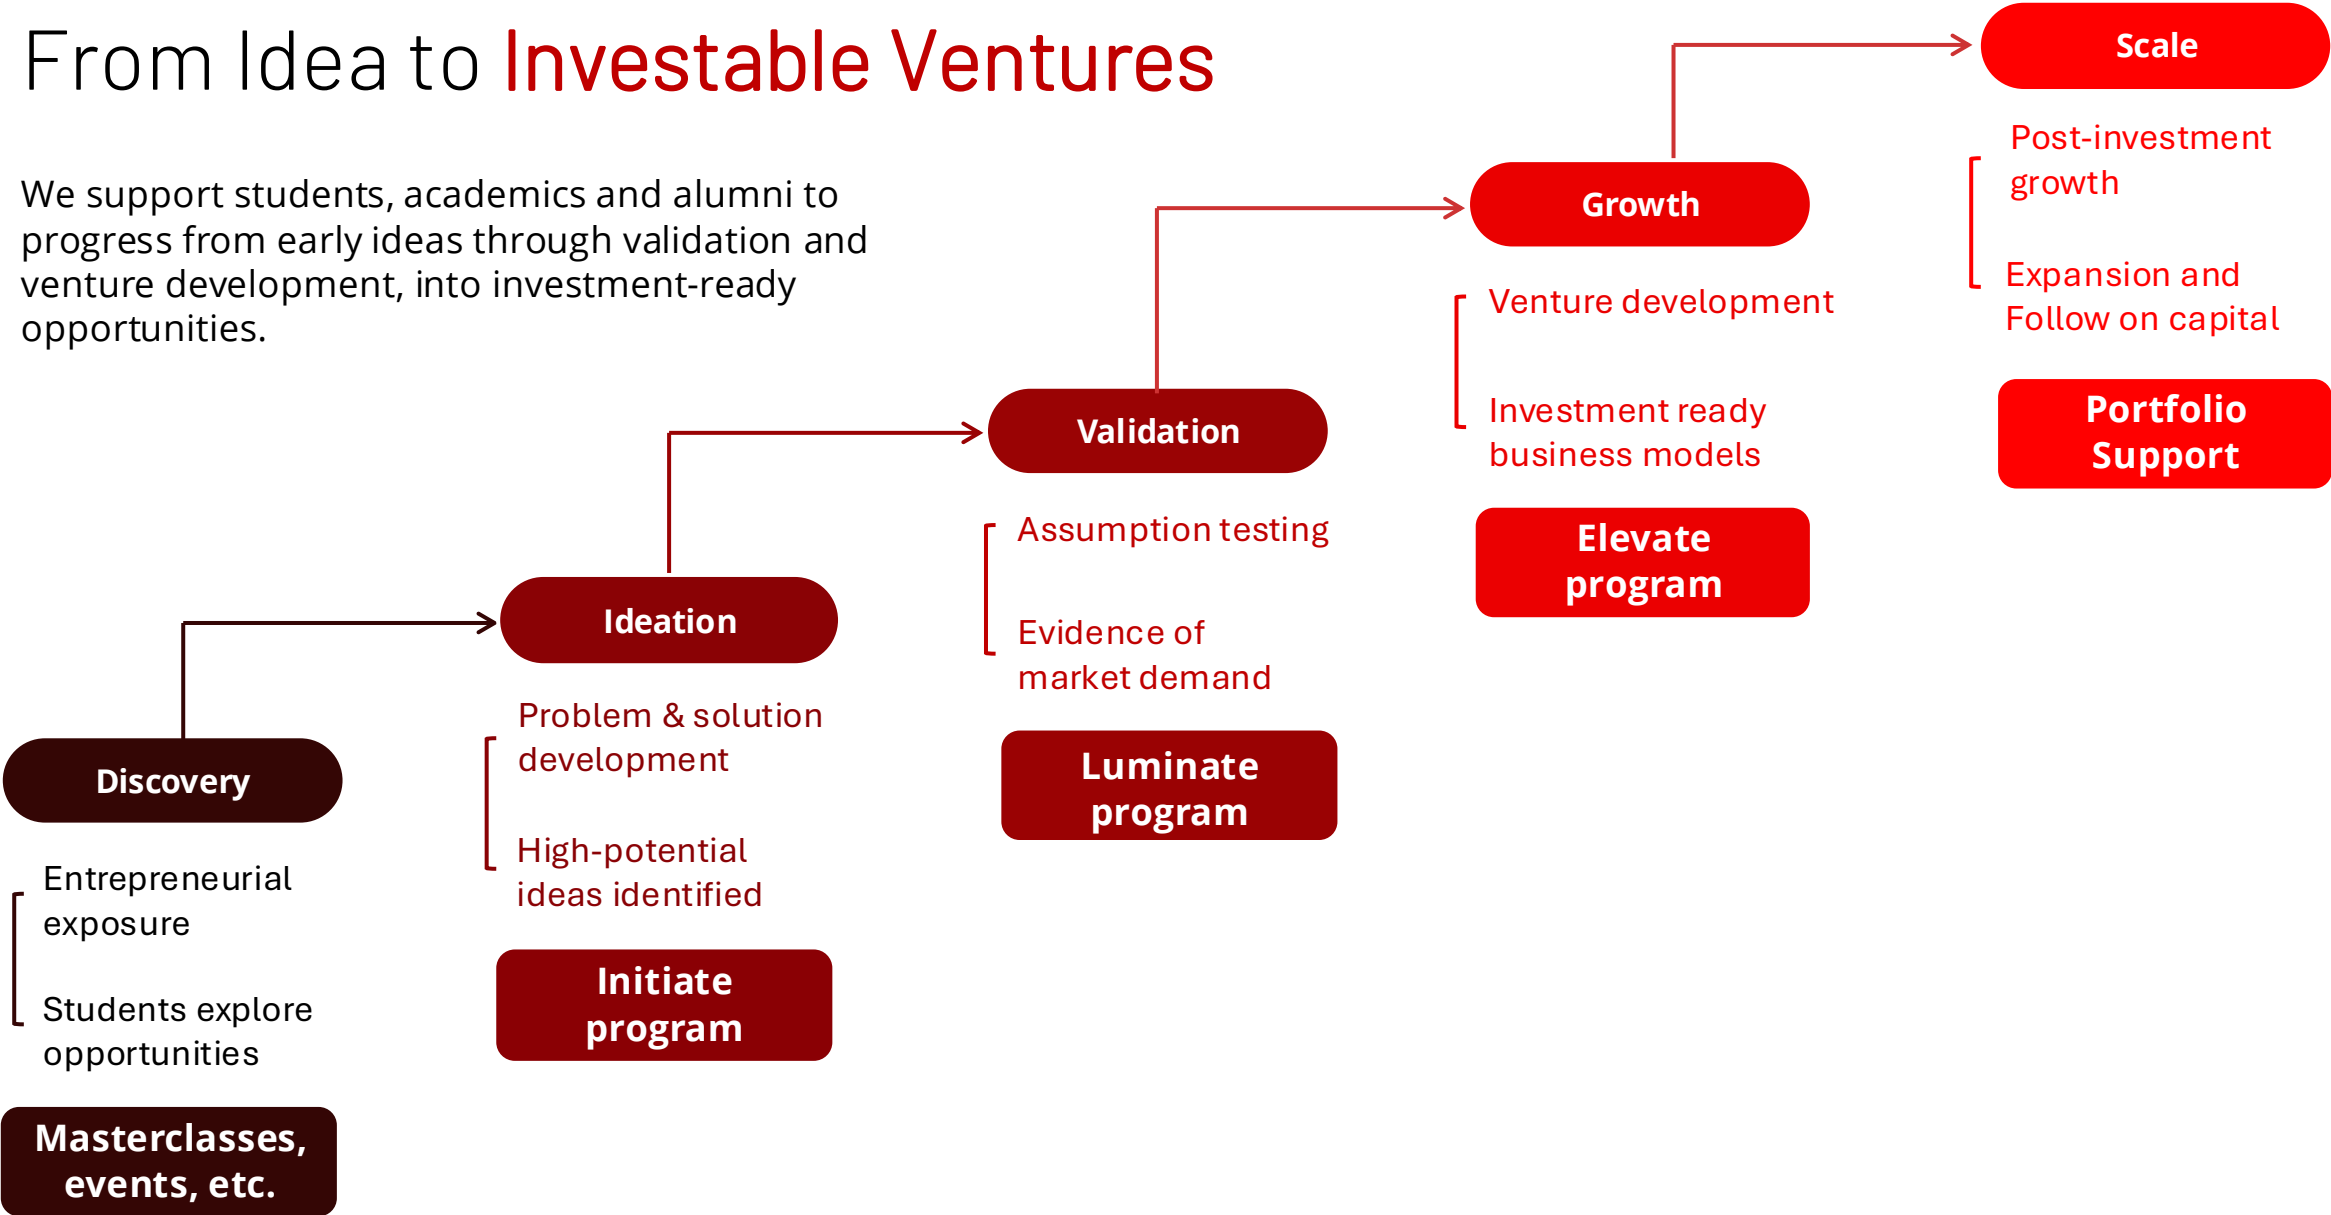 From Idea to Investable Ventures
We support students, academics and alumni to
progress from early ideas through validation and
venture development, into investment-ready
opportunities.
Discovery
Entrepreneurial
exposure
Students explore
opportunities
Masterclasses,
events, etc.
Ideation
Problem & solution
development
High-potential
ideas identified
Initiate
program
Validation
Assumption testing
Evidence of
market demand
Luminate
program
Growth
Venture development
Investment ready
business models
Elevate
program
Scale
Post-investment
growth
Expansion and
Follow on capital
Portfolio
Support